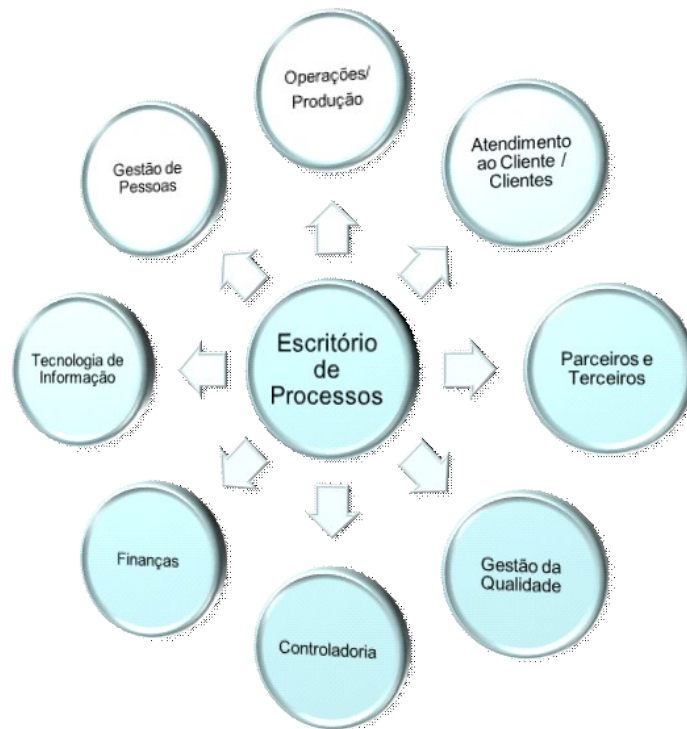 Operações/
Produção
Atendimento
ao Cliente /
Clientes
Parceiros e
Terceiros
Gestão da
Qualidade
Controladoria
Finanças
Tecnologia de
Informação
Gestão de
Pessoas
Escritório
de
Processos